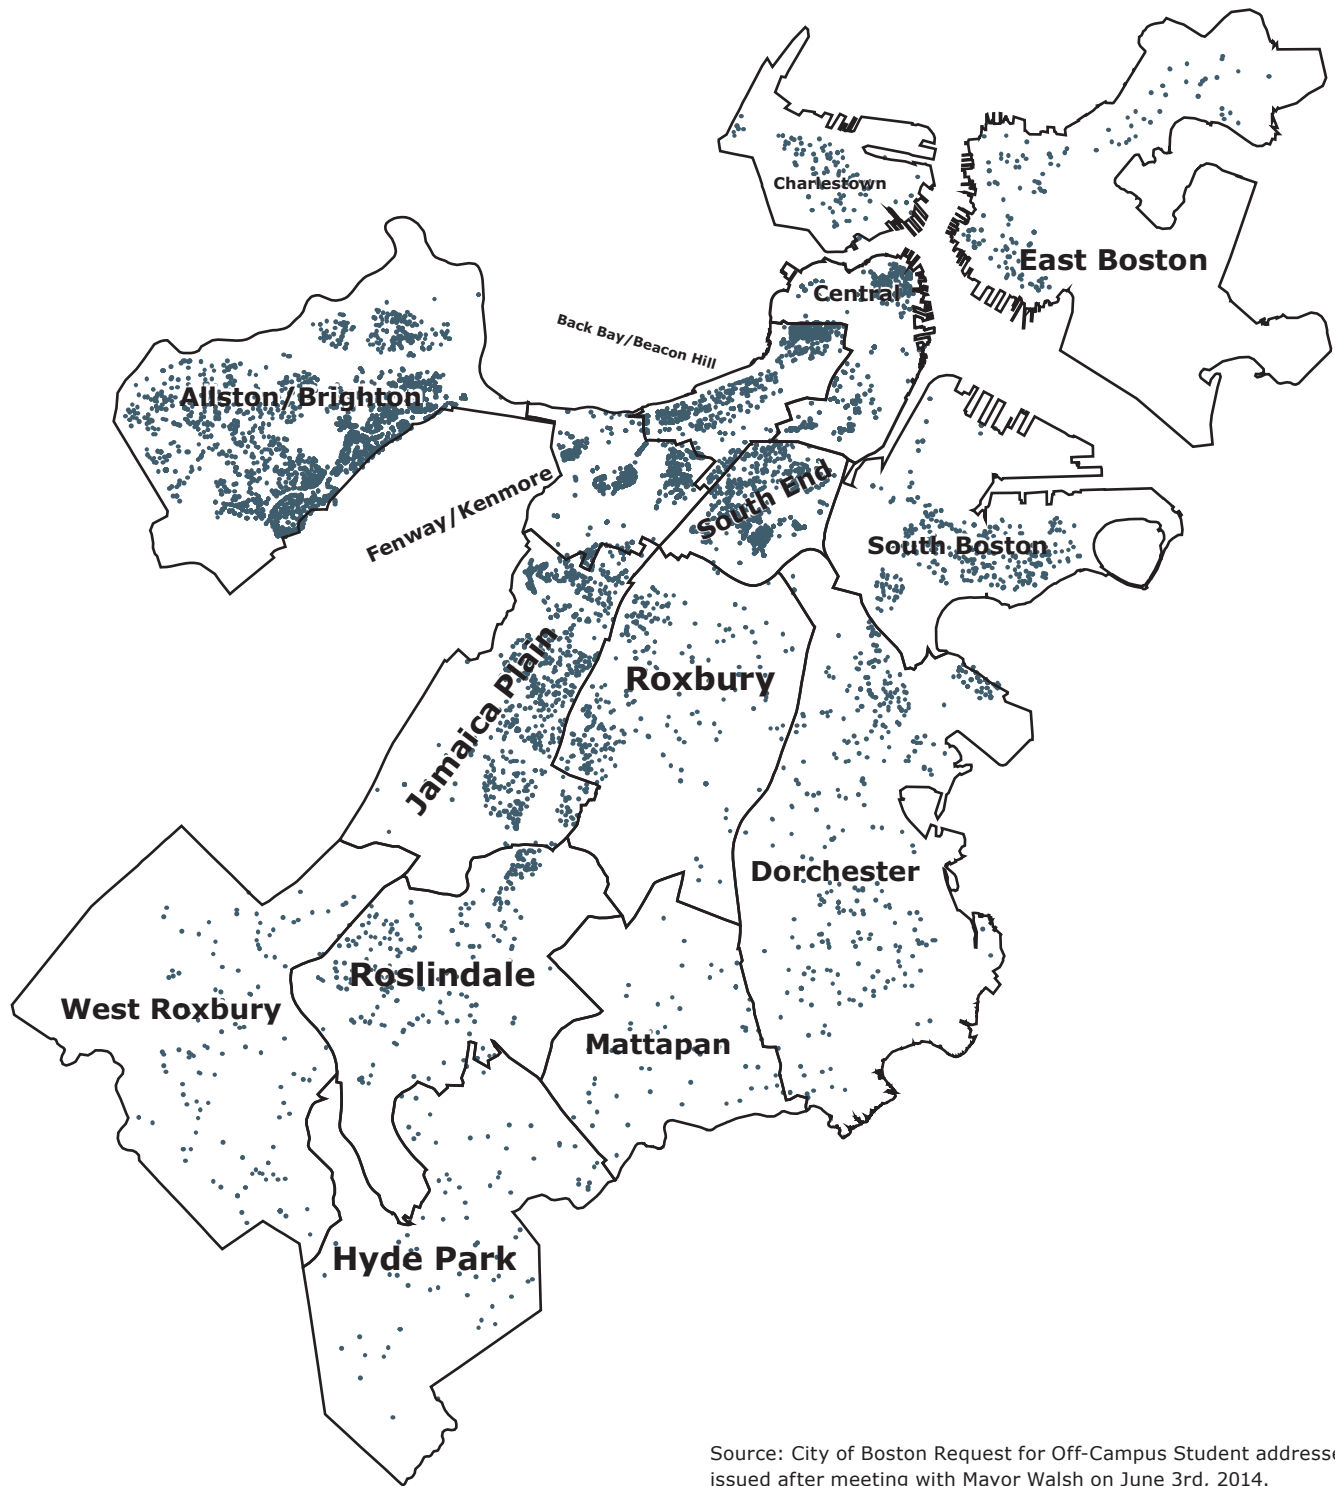 Charlestown
East Boston
Central
Back Bay/Beacon Hill
Allston/Brighton
Fenway/Kenmore
South End
South Boston
Jamaica Plain
Roxbury
Dorchester
Roslindale
West Roxbury
Mattapan
Hyde Park
Source: City of Boston Request for Off-Campus Student addresse
issued after meeting with Mayor Walsh on June 3rd, 2014.